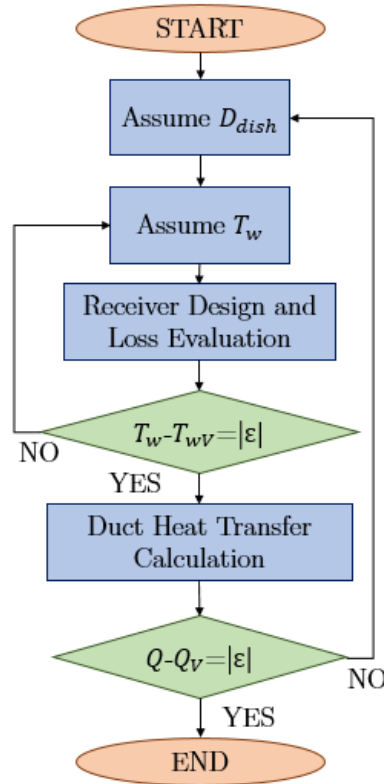 START
Assume D_dish
Assume T_w
Receiver Design and
Loss Evaluation
T_w-T_wV=|ε|
NO
YES
Duct Heat Transfer
Calculation
Q-Q_V=|ε|
NO
YES
END